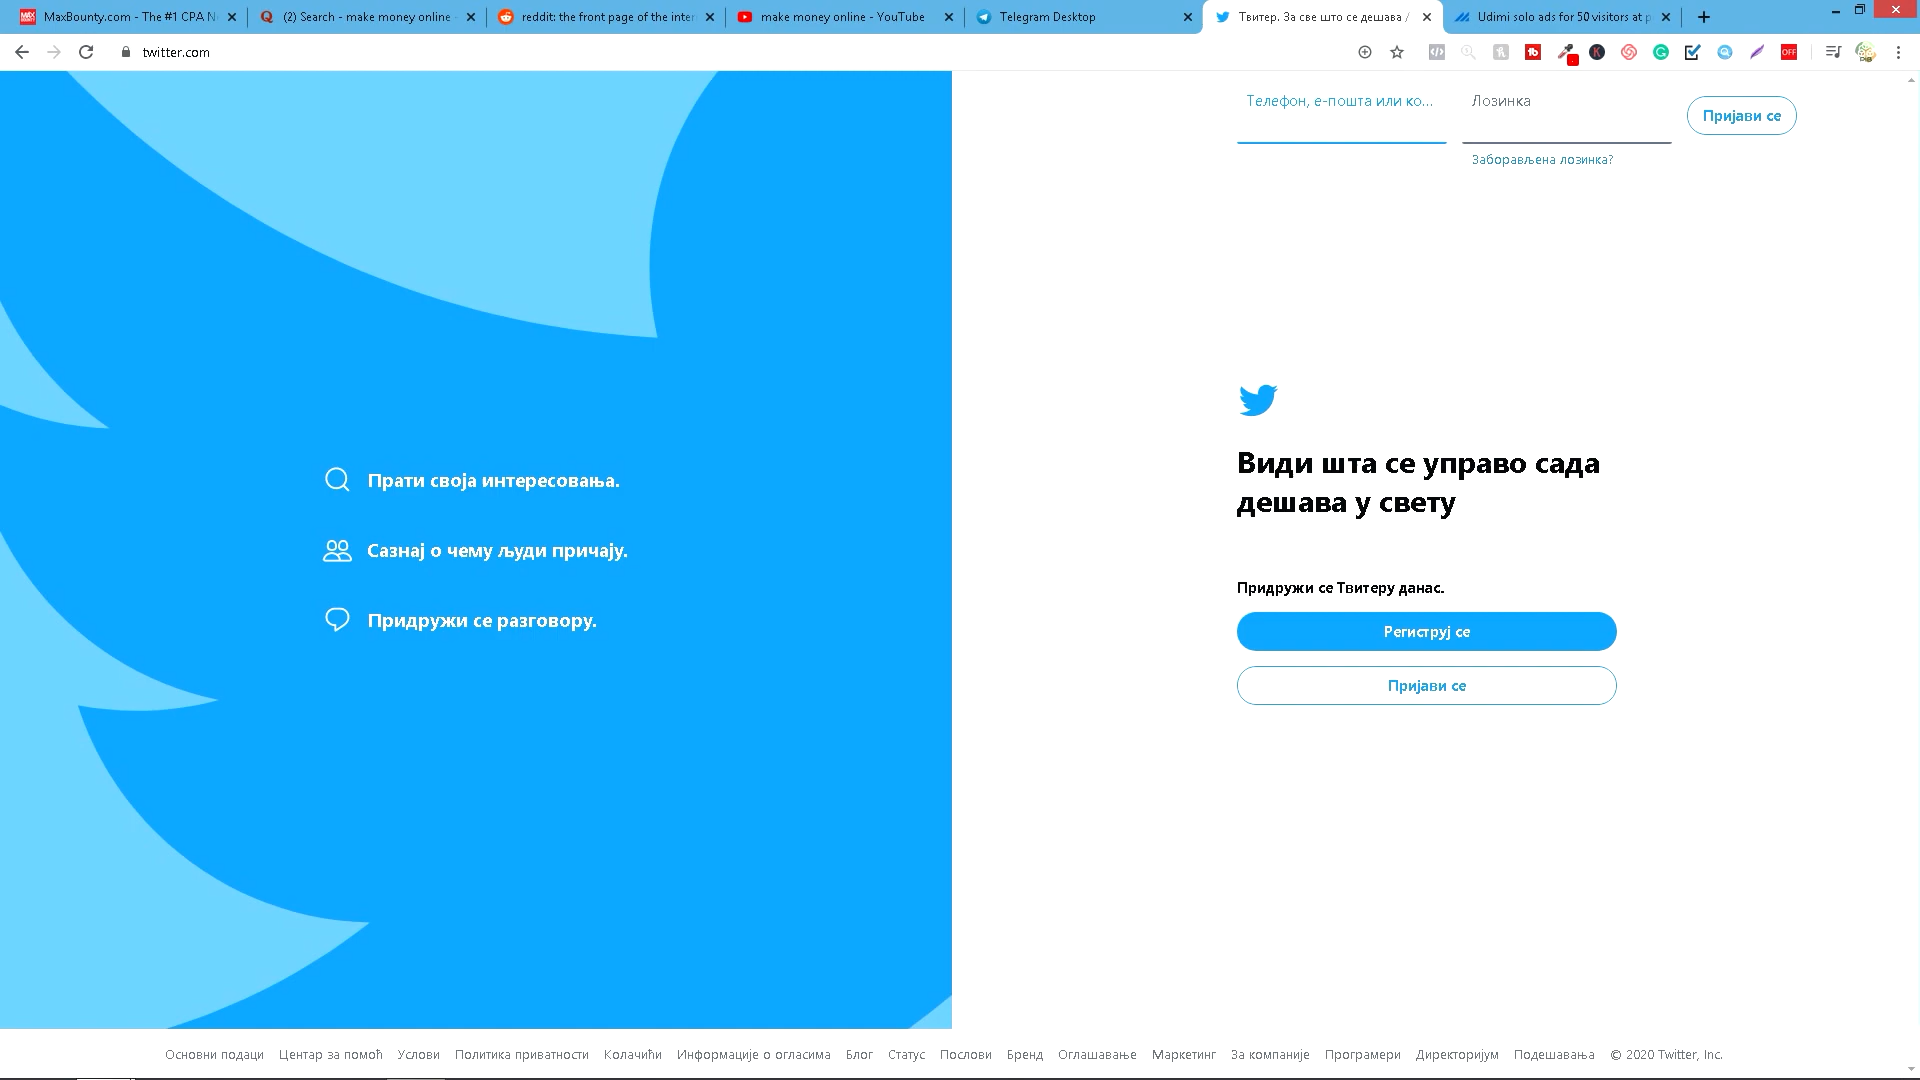 MaxBounty.com - The #1 CPA N
(2) Search - make money online
reddit: the front page of the inter
make money online - YouTube
Telegram Desktop
Твитер. За све што се дешава /
Udimi solo ads for 50 visitors at p
twitter.com
OFF
Телефон, е-пошта или ко...
Лозинка
Пријави се
Заборављена лозинка?
Прати своја интересовања.
Сазнај о чему људи причају.
Придружи се разговору.
Види шта се управо сада
дешава у свету
Придружи се Твитеру данас.
Региструј се
Пријави се
Основни подаци Центар за помоћ Услови Политика приватности Колачићи Информације о огласима Блог Статус Послови Бренд Оглашавање Маркетинг За компаније Програмери Директоријум Подешавања © 2020 Twitter, Inc.